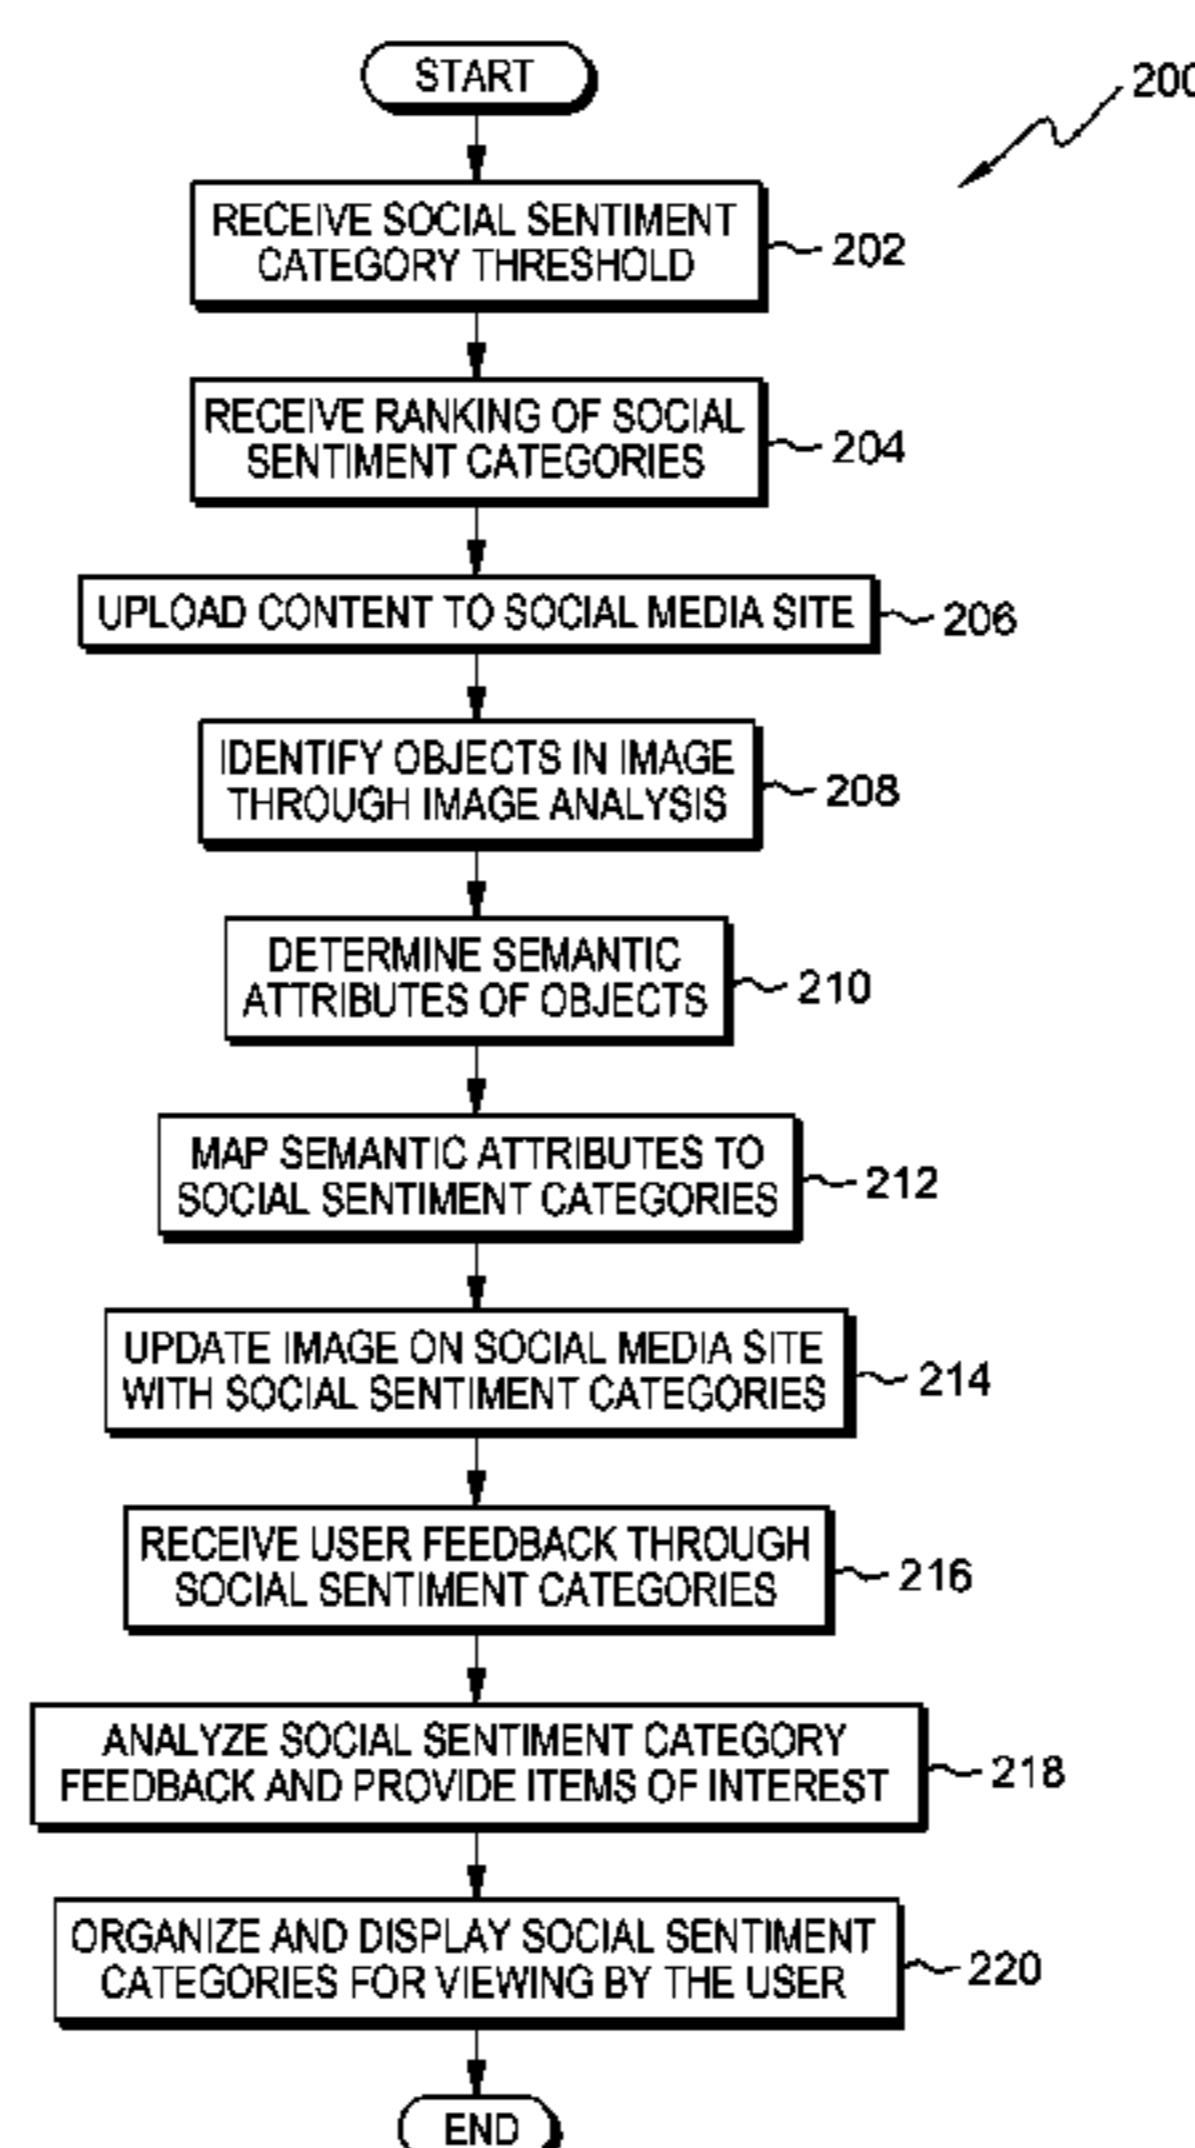 START
200
RECEIVE SOCIAL SENTIMENT
CATEGORY THRESHOLD
202
RECEIVE RANKING OF SOCIAL
SENTIMENT CATEGORIES
204
UPLOAD CONTENT TO SOCIAL MEDIA SITE
206
IDENTIFY OBJECTS IN IMAGE
THROUGH IMAGE ANALYSIS
208
DETERMINE SEMANTIC
ATTRIBUTES OF OBJECTS
210
MAP SEMANTIC ATTRIBUTES TO
SOCIAL SENTIMENT CATEGORIES
212
UPDATE IMAGE ON SOCIAL MEDIA SITE
WITH SOCIAL SENTIMENT CATEGORIES
214
RECEIVE USER FEEDBACK THROUGH
SOCIAL SENTIMENT CATEGORIES
216
ANALYZE SOCIAL SENTIMENT CATEGORY
FEEDBACK AND PROVIDE ITEMS OF INTEREST
218
ORGANIZE AND DISPLAY SOCIAL SENTIMENT
CATEGORIES FOR VIEWING BY THE USER
220
END